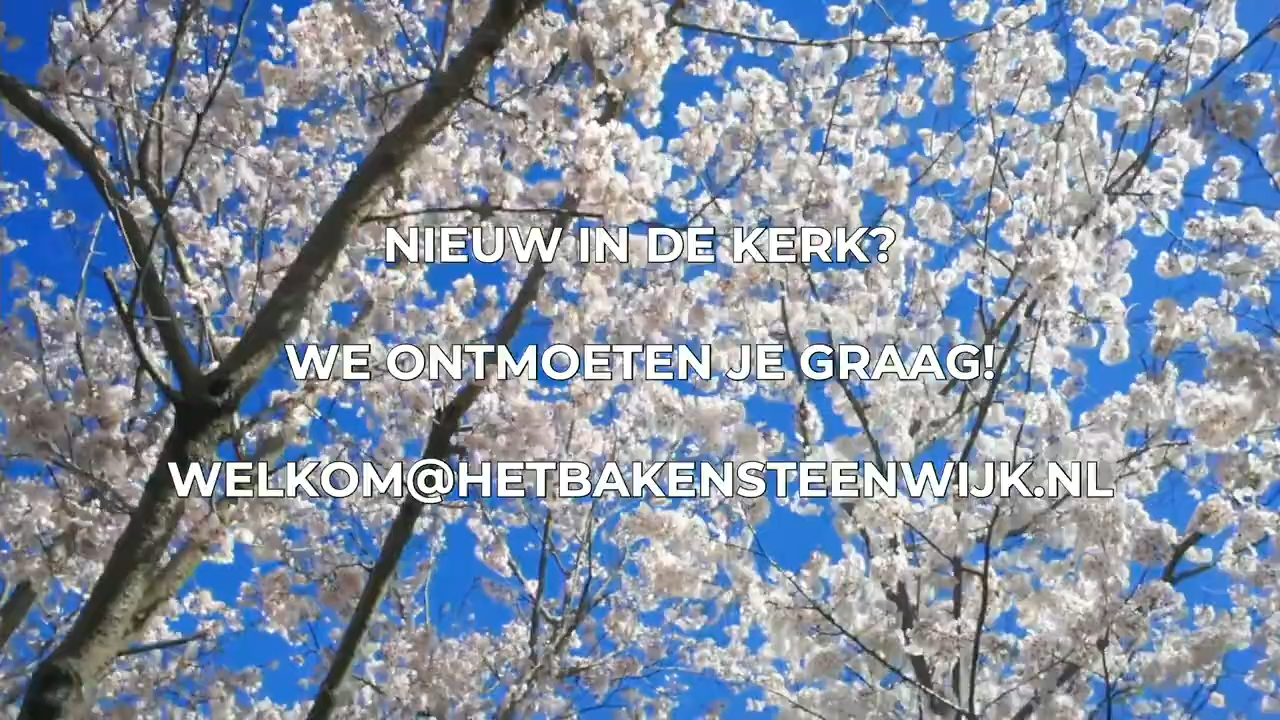 NIEUW IN DE KERK?
WE ONTMOETEN JE GRAAG!
WELKOM@HETBAKENSTEENWIJK.NL